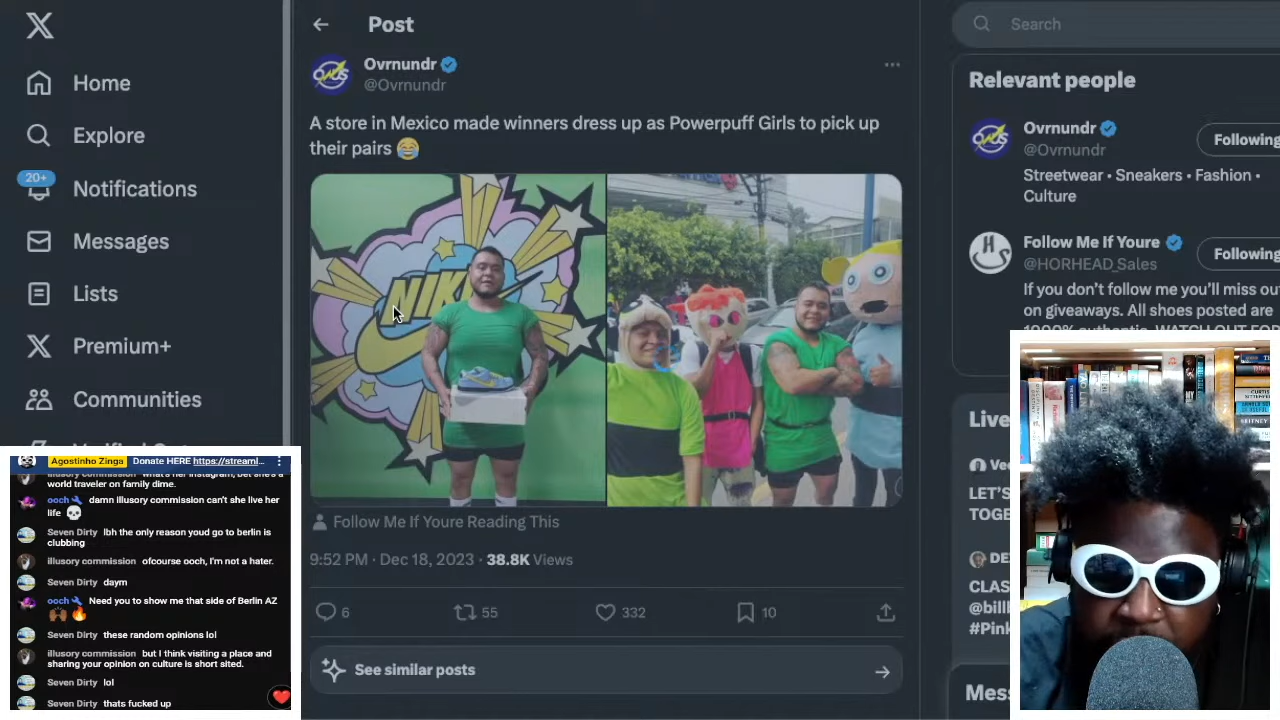 Home
Explore
20+
Notifications
Messages
Lists
Premium+
Communities
Post
Ovrnundr
@Ovrnundr
A store in Mexico made winners dress up as Powerpuff Girls to pick up
their pairs 😂
Follow Me If Youre Reading This
9:52 PM · Dec 18, 2023 · 38.8K Views
6
55
332
10
See similar posts
Search
Relevant people
Ovrnundr
@Ovrnundr
Following
Streetwear • Sneakers • Fashion •
Culture
Follow Me If Youre
@HORHEAD_Sales
Following
If you don't follow me you'll miss out
on giveaways. All shoes posted are
Live
LET'S
CLAS
Agostinho Zinga Donate HERE https://streaml...
world traveler on family dime.
ooch damn illusory commission can't she live her
life 💀
Seven Dirty lbh the only reason youd go to berlin is
clubbing
illusory commission ofcourse ooch, I'm not a hater.
Seven Dirty daym
ooch Need you to show me that side of Berlin AZ
🙌🏾 🔥
Seven Dirty these random opinions lol
illusory commission but I think visiting a place and
sharing your opinion on culture is short sited.
Seven Dirty lol
Seven Dirty thats fucked up